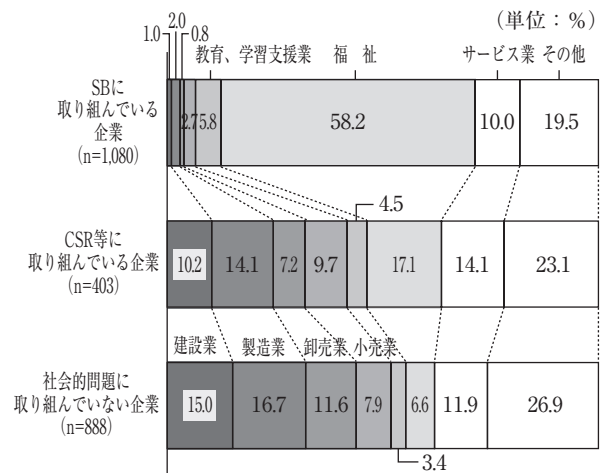 (単位：%)
2.0
1.0
0.8
教育、学習支援業
福 祉
サービス業
その他
SBに
取り組んでいる
企業
(n=1,080)
2.7
5.8
58.2
10.0
19.5
4.5
CSR等に
取り組んでいる企業
(n=403)
10.2
14.1
7.2
9.7
17.1
14.1
23.1
建設業
製造業
卸売業
小売業
社会的問題に
取り組んでいない企業
(n=888)
15.0
16.7
11.6
7.9
6.6
11.9
26.9
3.4